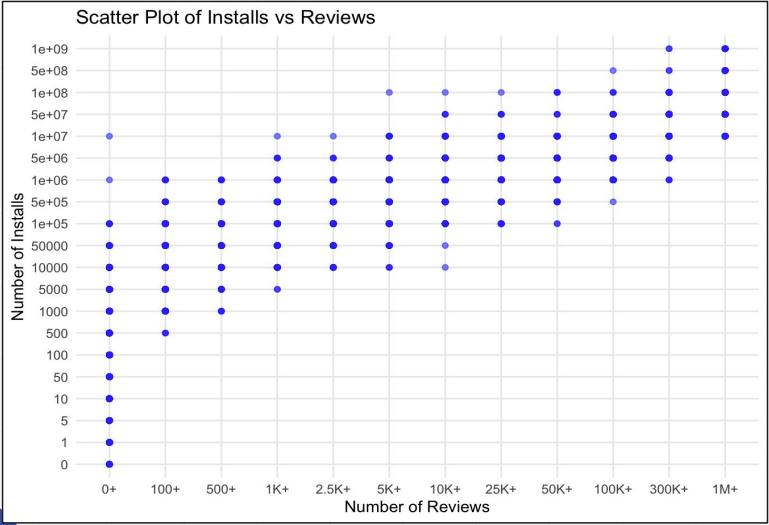 Scatter Plot of Installs vs Reviews
Number of Installs
1e+09
5e+08
1e+08
5e+07
1e+07
5e+06
1e+06
5e+05
1e+05
50000
10000
5000
1000
500
100
50
10
5
1
0
0+ 100+ 500+ 1K+ 2.5K+ 5K+ 10K+ 25K+ 50K+ 100K+ 300K+ 1M+
Number of Reviews